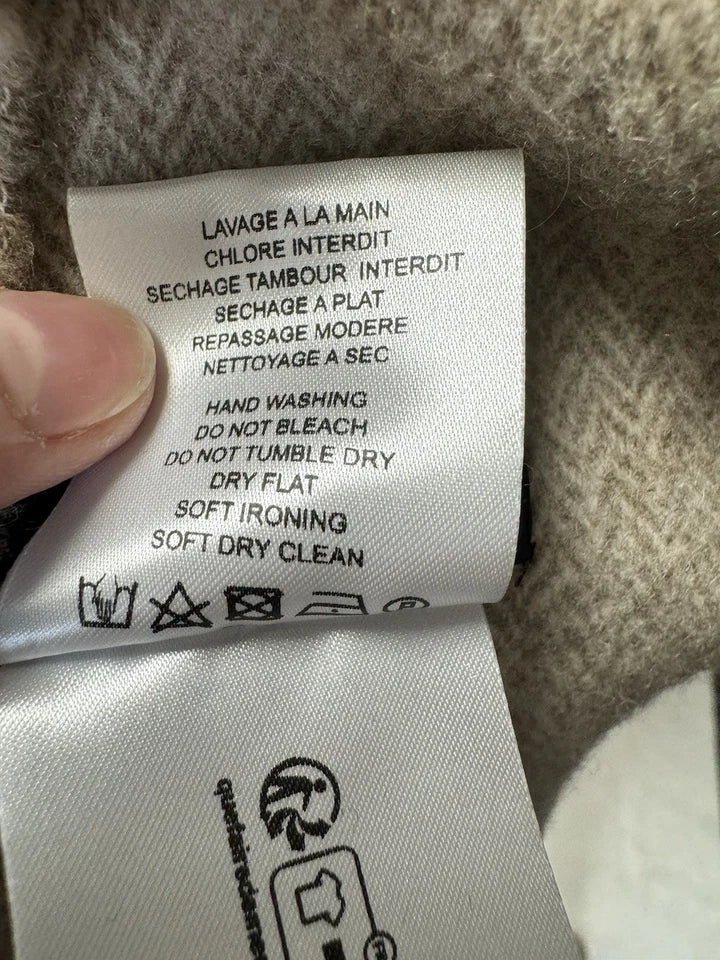 LAVAGE A LA MAIN
CHLORE INTERDIT
SECHAGE TAMBOUR INTERDIT
SECHAGE A PLAT
REPASSAGE MODERE
NETTOYAGE A SEC
HAND WASHING
DO NOT BLEACH
DO NOT TUMBLE DRY
DRY FLAT
SOFT IRONING
SOFT DRY CLEAN
P
FR